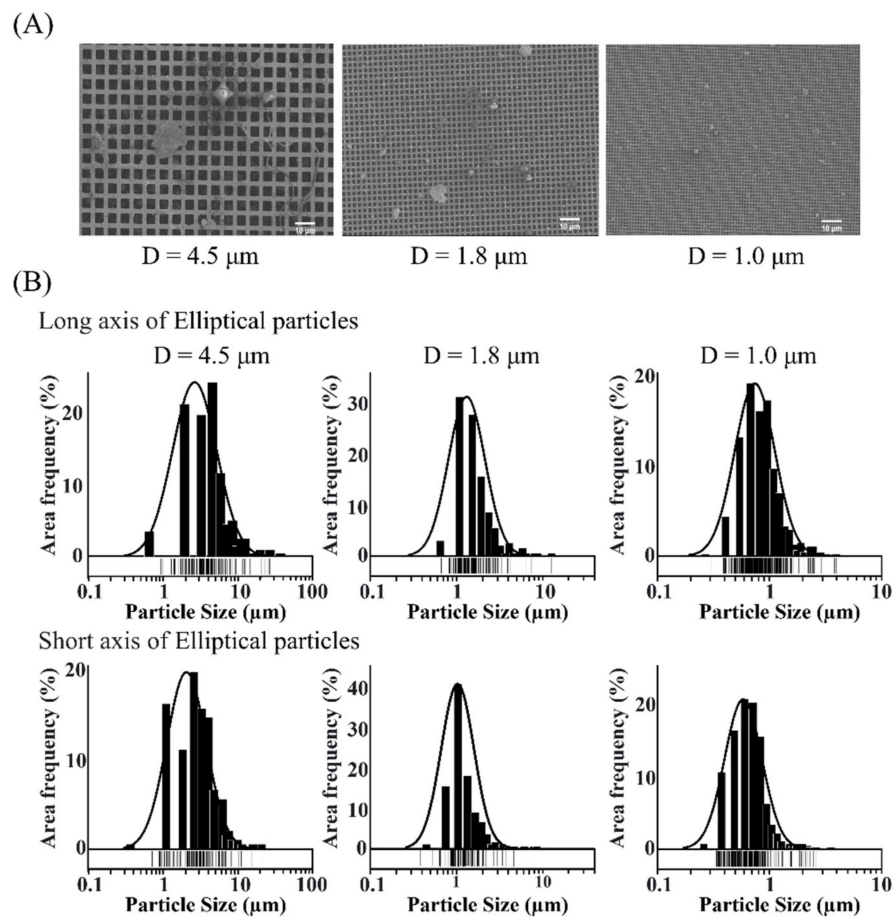 (A)
10 µm 10 µm 10 µm
D = 4.5 µm D = 1.8 µm D = 1.0 µm
(B)
Long axis of Elliptical particles
D = 4.5 µm D = 1.8 µm D = 1.0 µm
Area frequency (%) Area frequency (%) Area frequency (%)
20 30 20
10 20 10
0 10 0
0
0.1 1 10 100 0.1 1 10 0.1 1 10
Particle Size (µm) Particle Size (µm) Particle Size (µm)
Short axis of Elliptical particles
Area frequency (%) Area frequency (%) Area frequency (%)
20 40 20
10 30 10
0 20 0
10
0
0.1 1 10 100 0.1 1 10 0.1 1 10
Particle Size (µm) Particle Size (µm) Particle Size (µm)